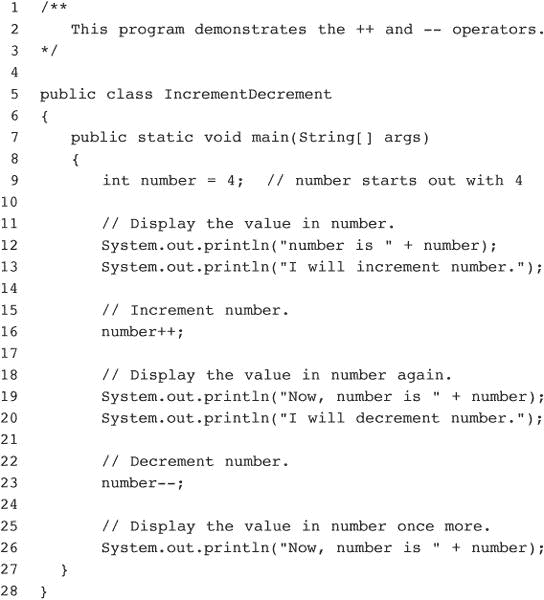 1 /**
2    This program demonstrates the ++ and -- operators.
3 */
4
5 public class IncrementDecrement
6 {
7    public static void main(String[] args)
8    {
9       int number = 4;  // number starts out with 4
10
11       // Display the value in number.
12       System.out.println("number is " + number);
13       System.out.println("I will increment number.");
14
15       // Increment number.
16       number++;
17
18       // Display the value in number again.
19       System.out.println("Now, number is " + number);
20       System.out.println("I will decrement number.");
21
22       // Decrement number.
23       number--;
24
25       // Display the value in number once more.
26       System.out.println("Now, number is " + number);
27   }
28 }